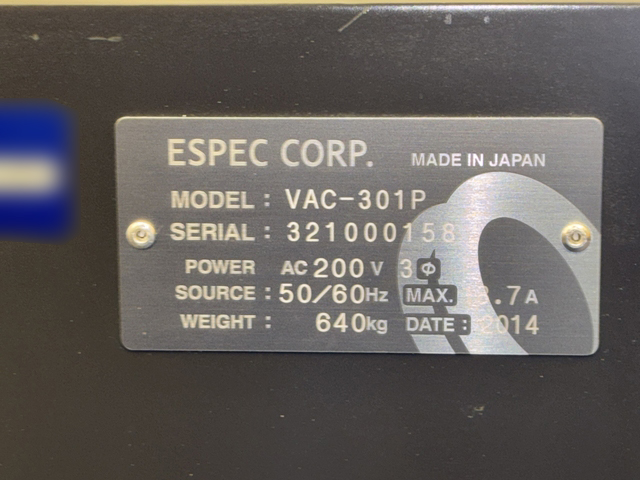 ESPEC CORP. MADE IN JAPAN
MODEL : VAC-301P
SERIAL : 321000158
POWER AC 200 V 3 Φ
SOURCE : 50/60Hz MAX. A
WEIGHT : 640kg DATE : 2014